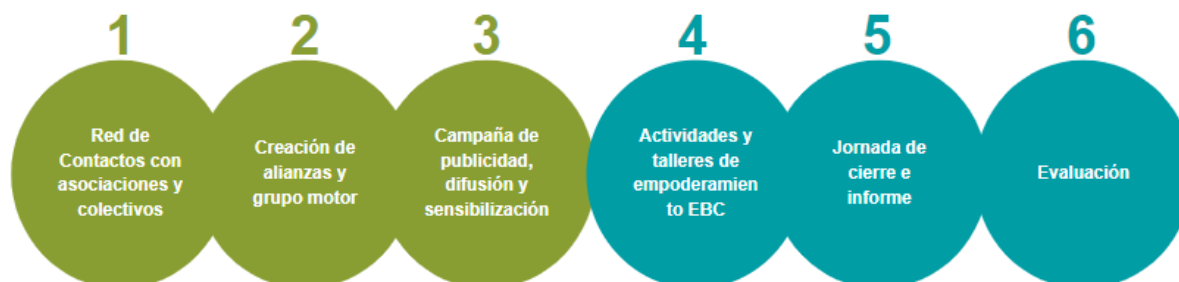 1
Red de
Contactos con
asociaciones y
colectivos
2
Creación de
alianzas y
grupo motor
3
Campaña de
publicidad,
difusión y
sensibilización
4
Actividades y
talleres de
empoderamien
to EBC
5
Jornada de
cierre e
informe
6
Evaluación